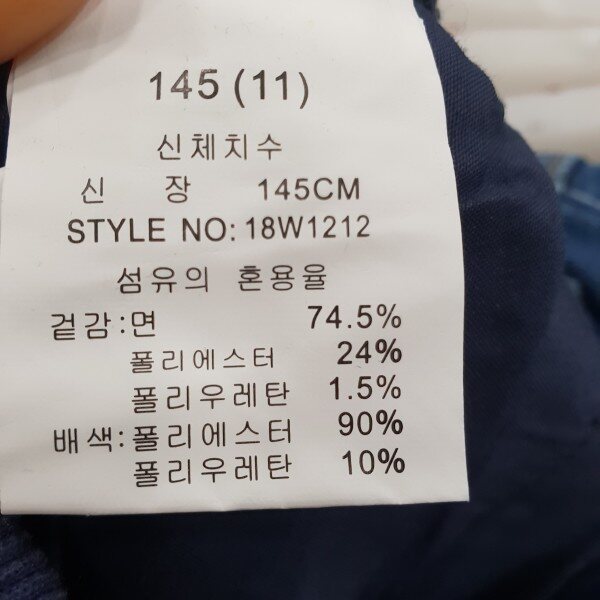 145 (11)
신체치수
신 장 145CM
STYLE NO: 18W1212
섬유의 혼용율
겉감:면 74.5%
폴리에스터 24%
폴리우레탄 1.5%
배색:폴리에스터 90%
폴리우레탄 10%